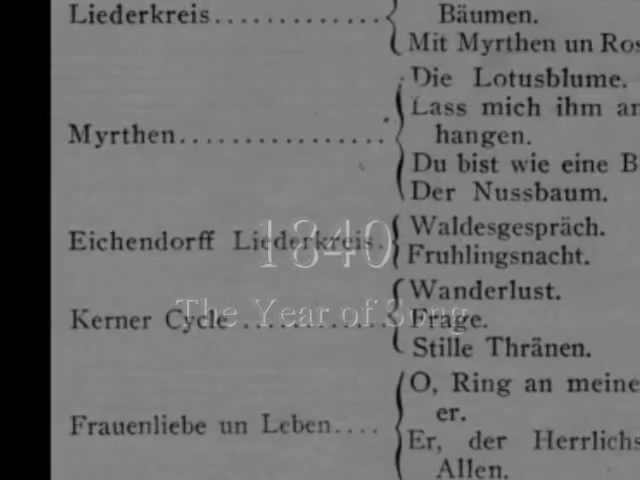 Liederkreis.............
Bäumen.
Mit Myrthen un Ros
Die Lotusblume.
Lass mich ihm an
Myrthen................
hangen.
Du bist wie eine B
Der Nussbaum.
Eichendorff Liederkreis.
Waldesgespräch.
Fruhlingsnacht.
1840
The Year of Song
Wanderlust.
Kerner Cycle............
Frage.
Stille Thränen.
O, Ring an meine
er.
Frauenliebe un Leben....
Er, der Herrlichs
Allen.